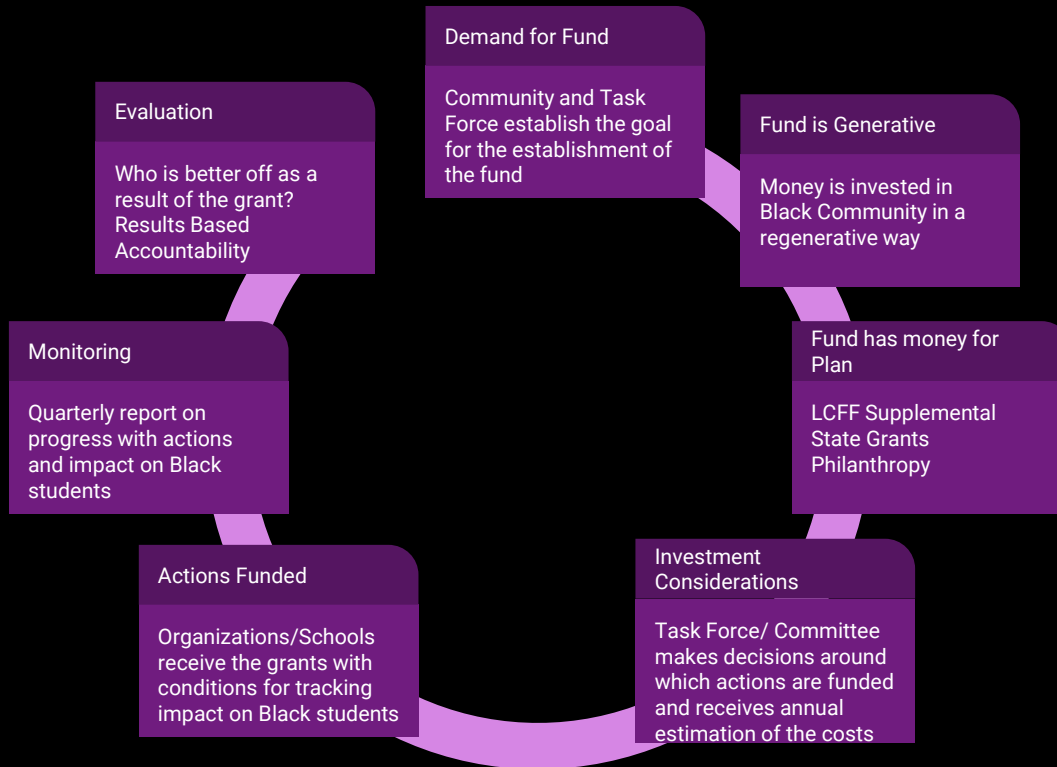 Demand for Fund
Community and Task
Force establish the goal
for the establishment of
the fund
Fund is Generative
Money is invested in
Black Community in a
regenerative way
Fund has money for
Plan
LCFF Supplemental
State Grants
Philanthropy
Investment
Considerations
Task Force/ Committee
makes decisions around
which actions are funded
and receives annual
estimation of the costs
Actions Funded
Organizations/Schools
receive the grants with
conditions for tracking
impact on Black students
Monitoring
Quarterly report on
progress with actions
and impact on Black
students
Evaluation
Who is better off as a
result of the grant?
Results Based
Accountability